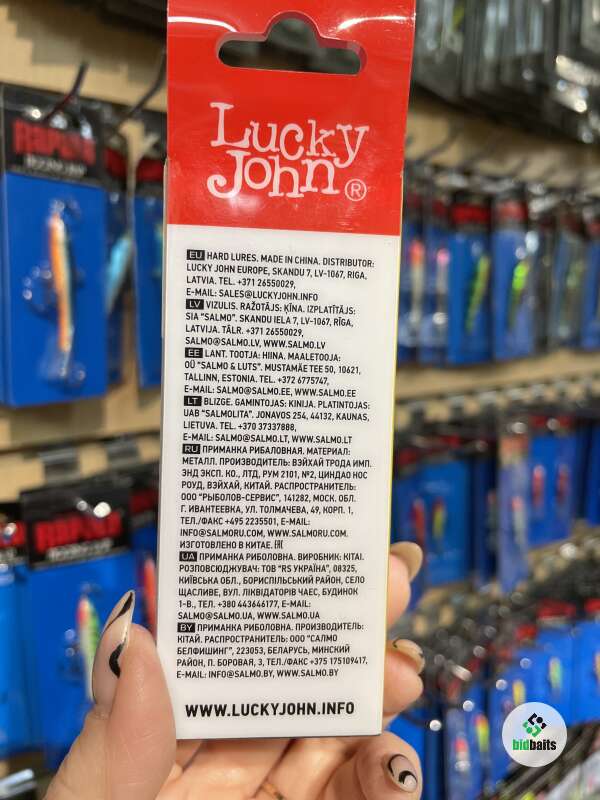 Lucky
John ®
EU HARD LURES. MADE IN CHINA. DISTRIBUTOR:
LUCKY JOHN EUROPE, SKANDU 7, LV-1067, RIGA,
LATVIA. TEL. +371 26550029,
E-MAIL: SALES@LUCKYJOHN.INFO
LV VIZULIS. RAŽOTĀJS: ĶĪNA. IZPLATĪTĀJS:
SIA "SALMO". SKANDU IELA 7, LV-1067, RĪGA,
LATVIJA. TĀLR. +371 26550029,
SALMO@SALMO.LV, WWW.SALMO.LV
EE LANT. TOOTJA: HIINA. MAALETOOJA:
OÜ "SALMO & LUTS". MUSTAMÄE TEE 50, 10621,
TALLINN, ESTONIA. TEL. +372 6775747,
E-MAIL: SALMO@SALMO.EE, WWW.SALMO.EE
LT BLIZGE. GAMINTOJAS: KINIJA. PLATINTOJAS:
UAB "SALMOLITA". JONAVOS 254, 44132, KAUNAS,
LIETUVA. TEL. +370 37337888,
E-MAIL: SALMO@SALMO.LT, WWW.SALMO.LT
RU ПРИМАНКА РИБАЛОВНАЯ. МАТЕРИАЛ:
МЕТАЛЛ. ПРОИЗВОДИТЕЛЬ: ВЭЙХАЙ ТРОДА ИМП.
ЭНД ЭКСП. КО., ЛТД, РУМ 2101, №2, ЦИНДАО НОС
РОУД, ВЭЙХАЙ, КИТАЙ. РАСПРОСТРАНИТЕЛЬ:
ООО "РЫБОЛОВ-СЕРВИС", 141282, МОСК. ОБЛ.
Г. ИВАНТЕЕВКА, УЛ. ТОЛМАЧЕВА, 49, КОРП. 1,
ТЕЛ./ФАКС +495 2235501, E-MAIL:
INFO@SALMORU.COM, WWW.SALMORU.COM.
ИЗГОТОВЛЕНО В КИТАЕ. EAC
UA ПРИМАНКА РИБОЛОВНА. ВИРОБНИК: КІТАІ.
РОЗПОВСЮДЖУВАЧ: ТОВ "RS УКРАЇНА", 08325,
КИЇВСЬКА ОБЛ., БОРИСПІЛЬСЬКИЙ РАЙОН, СЕЛО
ЩАСЛИВЕ, ВУЛ. ЛІКВІДАТОРІВ ЧАЕС, БУДИНОК
1-В., ТЕЛ. +380 443646177, E-MAIL:
SALMO@SALMO.UA, WWW.SALMO.UA
BY ПРИМАНКА РИБОЛОВНА. ПРОИЗВОДИТЕЛЬ:
КІТАЙ. РАСПРОСТРАНИТЕЛЬ: ООО "САЛМО
БЕЛФИШИНГ", 223053, БЕЛАРУСЬ, МИНСКИЙ
РАЙОН, П. БОРОВАЯ, 3, ТЕЛ./ФАКС +375 175109417,
E-MAIL: INFO@SALMO.BY, WWW.SALMO.BY
WWW.LUCKYJOHN.INFO
RAPALA
RAPALA
bidbaits